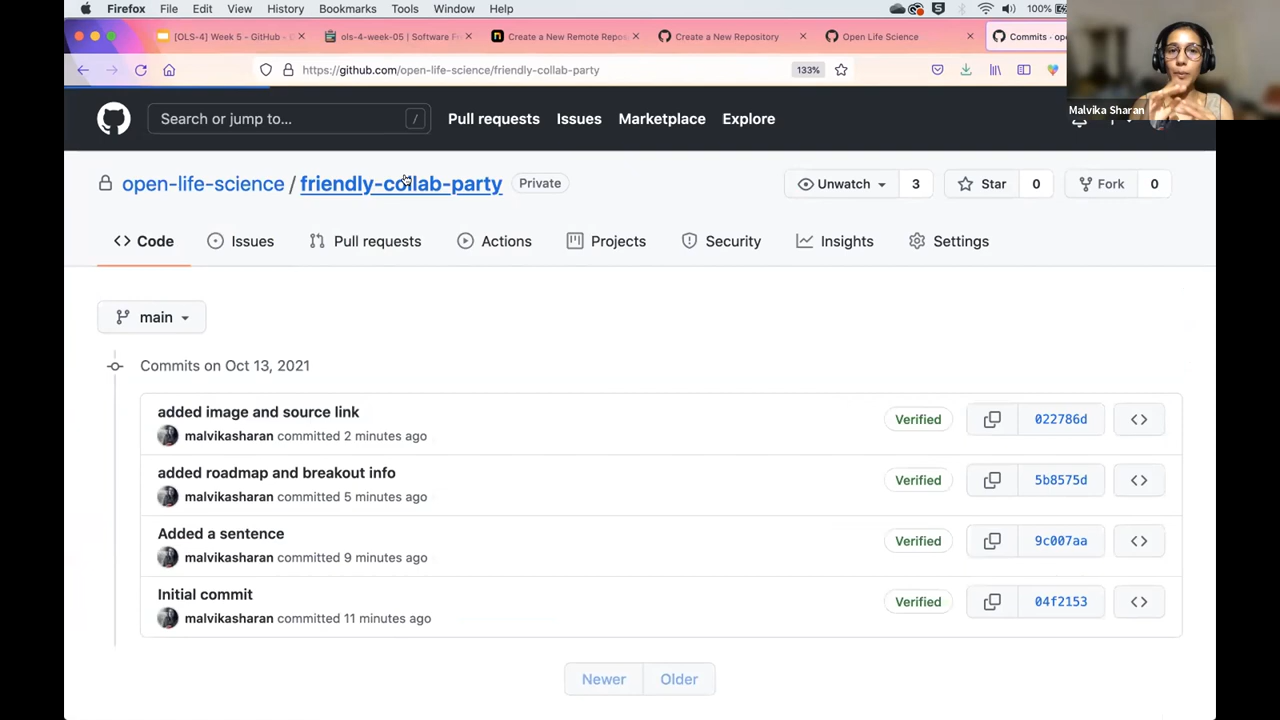 Firefox File Edit View History Bookmarks Tools Window Help 100%
[OLS-4] Week 5 - GitHub - ols-4-week-05 | Software Fr Create a New Remote Repos Create a New Repository Open Life Science Commits · ope
https://github.com/open-life-science/friendly-collab-party 133%
Malvika Sharan
Search or jump to... / Pull requests Issues Marketplace Explore
open-life-science / friendly-collab-party Private Unwatch 3 Star 0 Fork 0
Code Issues Pull requests Actions Projects Security Insights Settings
main
Commits on Oct 13, 2021
added image and source link
malvikasharan committed 2 minutes ago Verified 022786d
added roadmap and breakout info
malvikasharan committed 5 minutes ago Verified 5b8575d
Added a sentence
malvikasharan committed 9 minutes ago Verified 9c007aa
Initial commit
malvikasharan committed 11 minutes ago Verified 04f2153
Newer Older